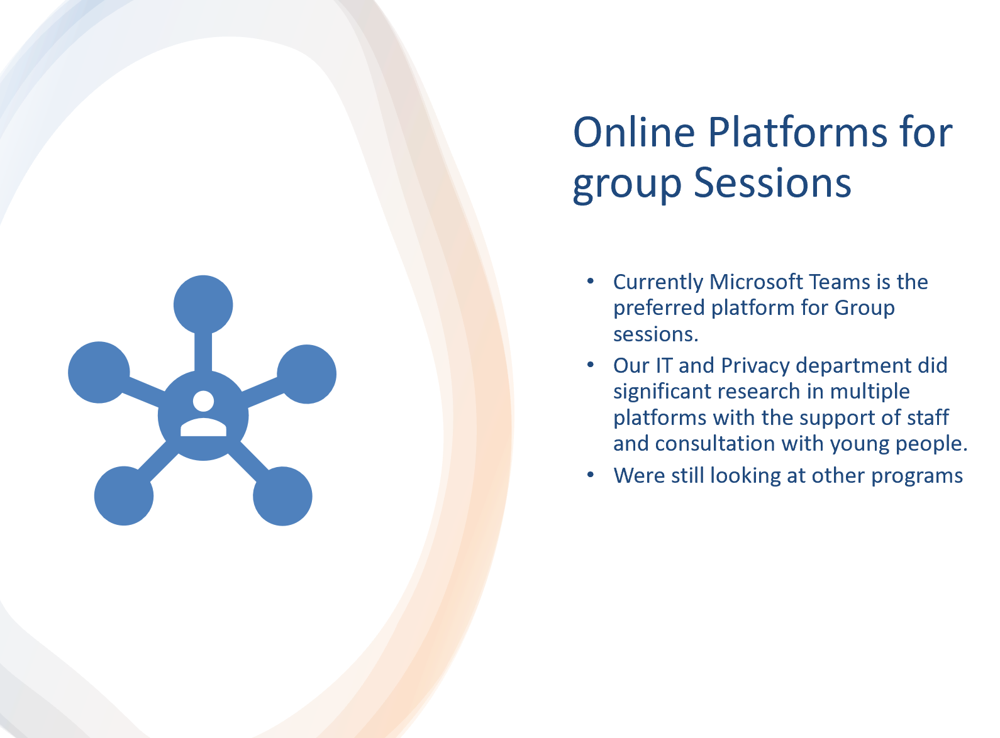 Online Platforms for
group Sessions
• Currently Microsoft Teams is the
preferred platform for Group
sessions.
• Our IT and Privacy department did
significant research in multiple
platforms with the support of staff
and consultation with young people.
• Were still looking at other programs